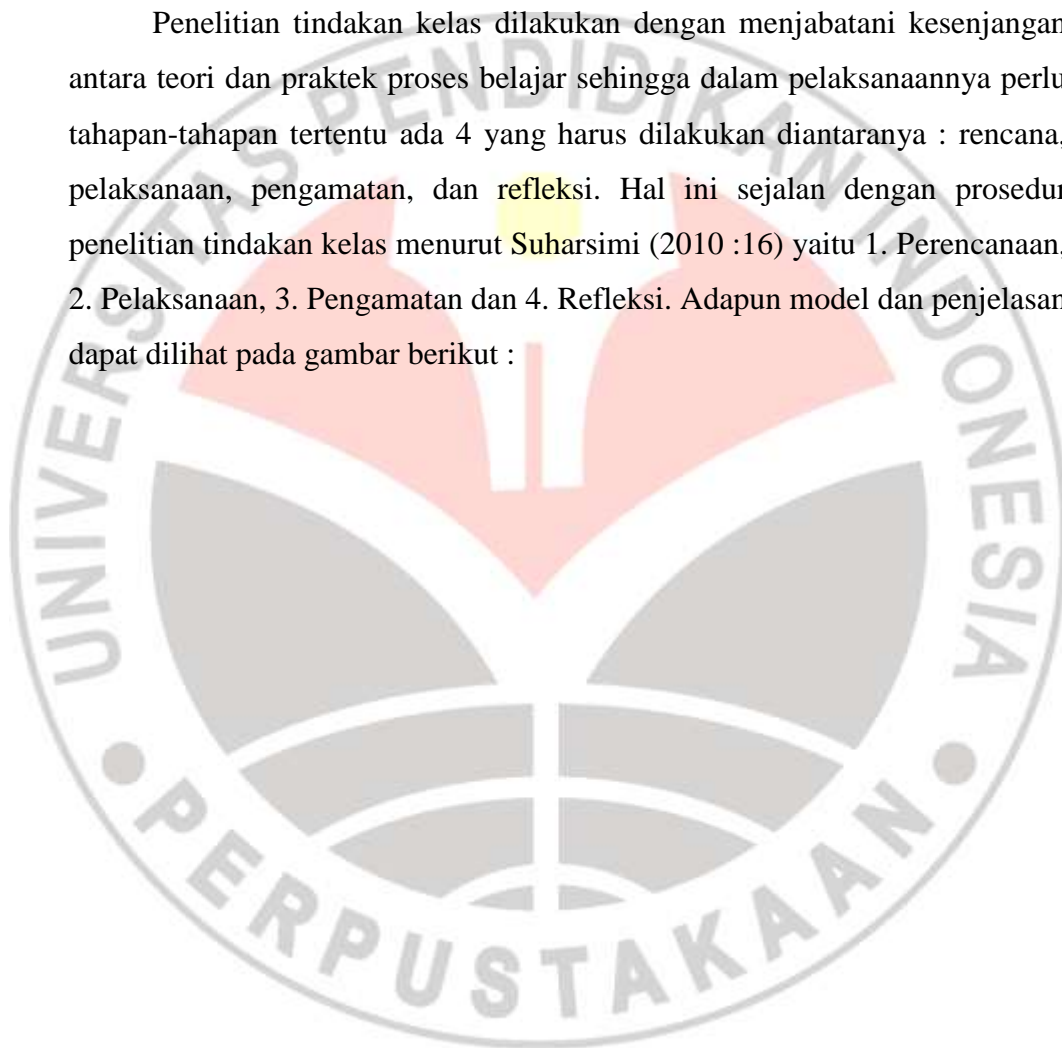 Penelitian tindakan kelas dilakukan dengan menjabatani kesenjangan
antara teori dan praktek proses belajar sehingga dalam pelaksanaannya perlu
tahapan-tahapan tertentu ada 4 yang harus dilakukan diantaranya : rencana,
pelaksanaan, pengamatan, dan refleksi. Hal ini sejalan dengan prosedur
penelitian tindakan kelas menurut Suharsimi (2010 :16) yaitu 1. Perencanaan,
2. Pelaksanaan, 3. Pengamatan dan 4. Refleksi. Adapun model dan penjelasan
dapat dilihat pada gambar berikut :
UNIVERSITAS PENDIDIKAN INDONESIA
PERPUSTAKAAN